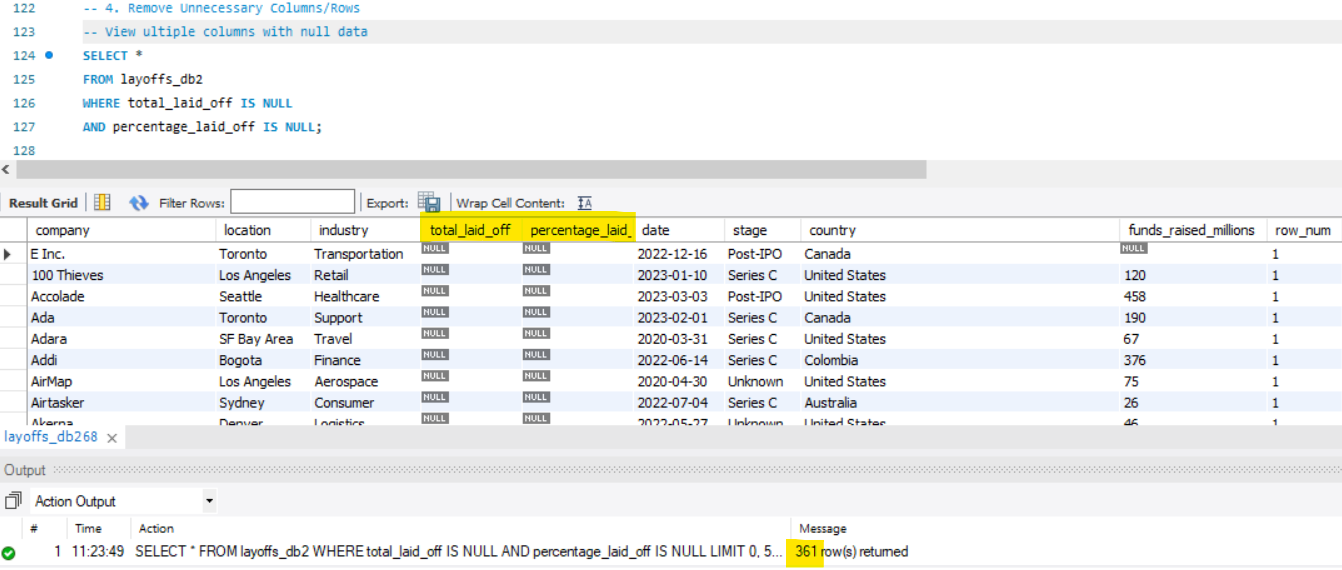 122 -- 4. Remove Unnecessary Columns/Rows
123 -- View ultiple columns with null data
124 SELECT *
125 FROM layoffs_db2
126 WHERE total_laid_off IS NULL
127 AND percentage_laid_off IS NULL;
128
Result Grid Filter Rows: Export: Wrap Cell Content: IA
company location industry total_laid_off percentage_laid_ date stage country funds_raised_millions row_num
E Inc. Toronto Transportation NULL NULL 2022-12-16 Post-IPO Canada NULL 1
100 Thieves Los Angeles Retail NULL NULL 2023-01-10 Series C United States 120 1
Accolade Seattle Healthcare NULL NULL 2023-03-03 Post-IPO United States 458 1
Ada Toronto Support NULL NULL 2023-02-01 Series C Canada 190 1
Adara SF Bay Area Travel NULL NULL 2020-03-31 Series C United States 67 1
Addi Bogota Finance NULL NULL 2022-06-14 Series C Colombia 376 1
AirMap Los Angeles Aerospace NULL NULL 2020-04-30 Unknown United States 75 1
Airtasker Sydney Consumer NULL NULL 2022-07-04 Series C Australia 26 1
Akerna Denver Logistics NULL NULL 2022-05-27 Unknown United States 46 1
layoffs_db268
Output
Action Output
# Time Action Message
1 11:23:49 SELECT * FROM layoffs_db2 WHERE total_laid_off IS NULL AND percentage_laid_off IS NULL LIMIT 0, 5... 361 row(s) returned